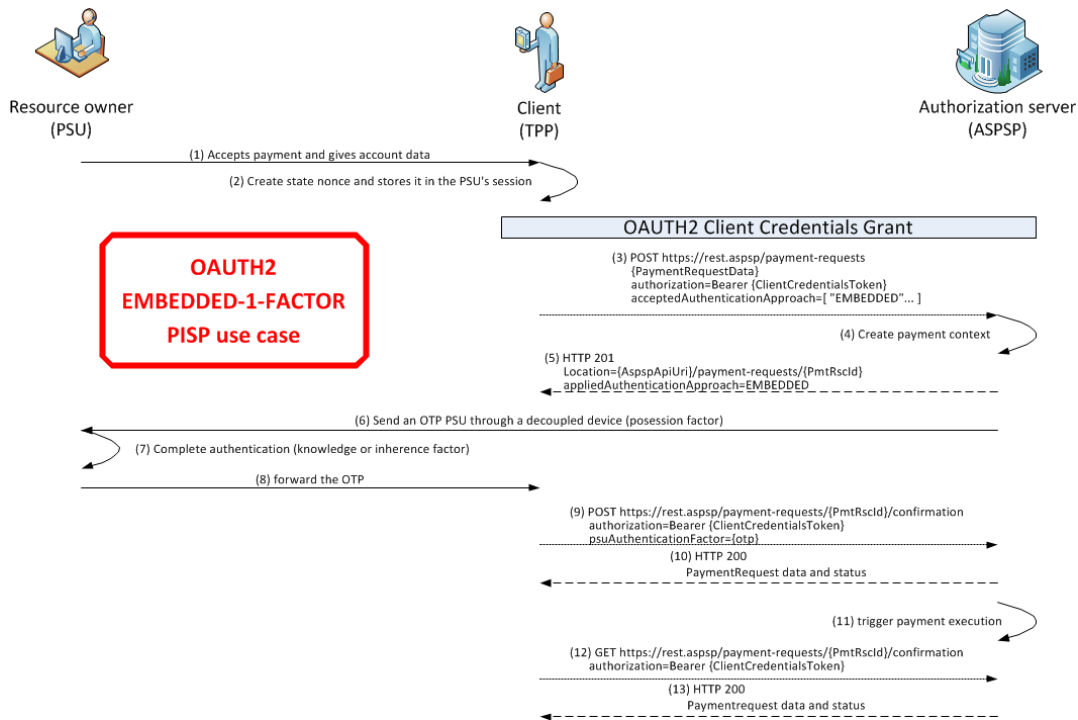 Resource owner
(PSU)
Client
(TPP)
Authorization server
(ASPSP)
(1) Accepts payment and gives account data
(2) Create state nonce and stores it in the PSU's session
OAUTH2 Client Credentials Grant
OAUTH2
EMBEDDED-1-FACTOR
PISP use case
(3) POST https://rest.aspsp/payment-requests
{PaymentRequestData}
authorization=Bearer {ClientCredentialsToken}
acceptedAuthenticationApproach=[ "EMBEDDED"... ]
(4) Create payment context
(5) HTTP 201
Location={AspspApiUri}/payment-requests/{PmtRscId}
appliedAuthenticationApproach=EMBEDDED
(6) Send an OTP PSU through a decoupled device (posession factor)
(7) Complete authentication (knowledge or inherence factor)
(8) forward the OTP
(9) POST https://rest.aspsp/payment-requests/{PmtRscId}/confirmation
authorization=Bearer {ClientCredentialsToken}
psuAuthenticationFactor={otp}
(10) HTTP 200
PaymentRequest data and status
(11) trigger payment execution
(12) GET https://rest.aspsp/payment-requests/{PmtRscId}/confirmation
authorization=Bearer {ClientCredentialsToken}
(13) HTTP 200
Paymentrequest data and status